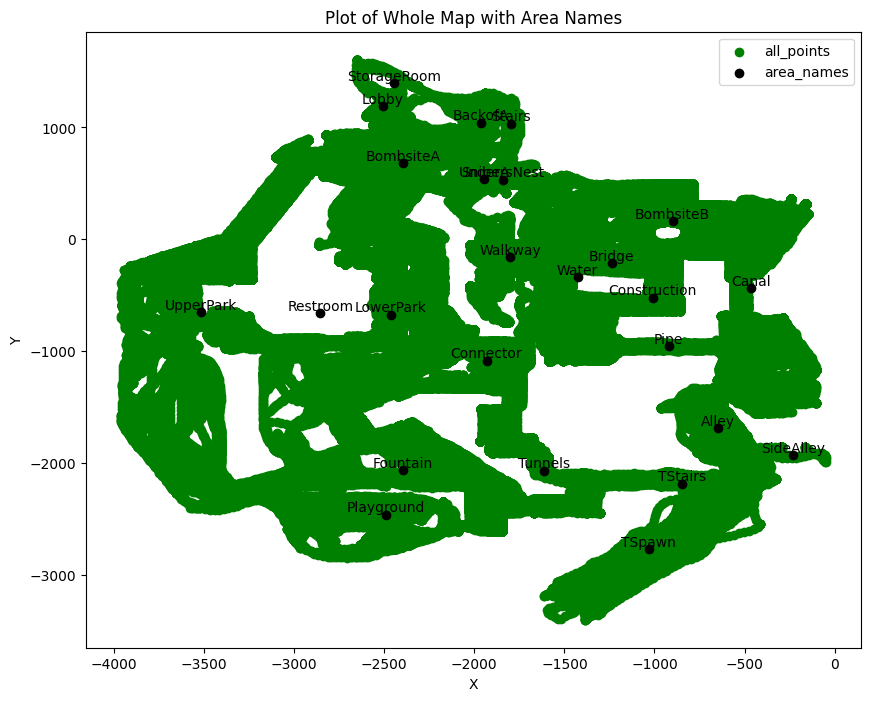 Plot of Whole Map with Area Names
all_points
area_names
StorageRoom
Lobby
Stairs
BombsiteA
SnipersNest
BombsiteB
Walkway
Bridge
Water
Canal
Construction
UpperPark
Restroom
LowerPark
Pipe
Connector
Alley
SideAlley
Fountain
Tunnels
TStairs
Playground
TSpawn
1000
0
−1000
−2000
−3000
Y
−4000
−3500
−3000
−2500
−2000
−1500
−1000
−500
0
X